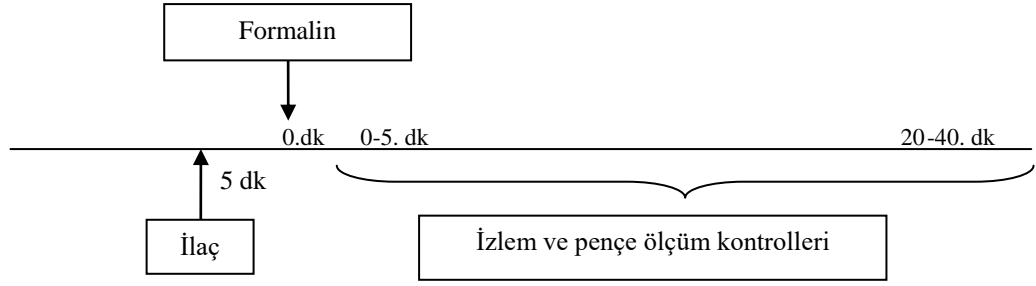 Formalin
0.dk 0-5. dk 20-40. dk
5 dk
İlaç
İzlem ve pençe ölçüm kontrolleri